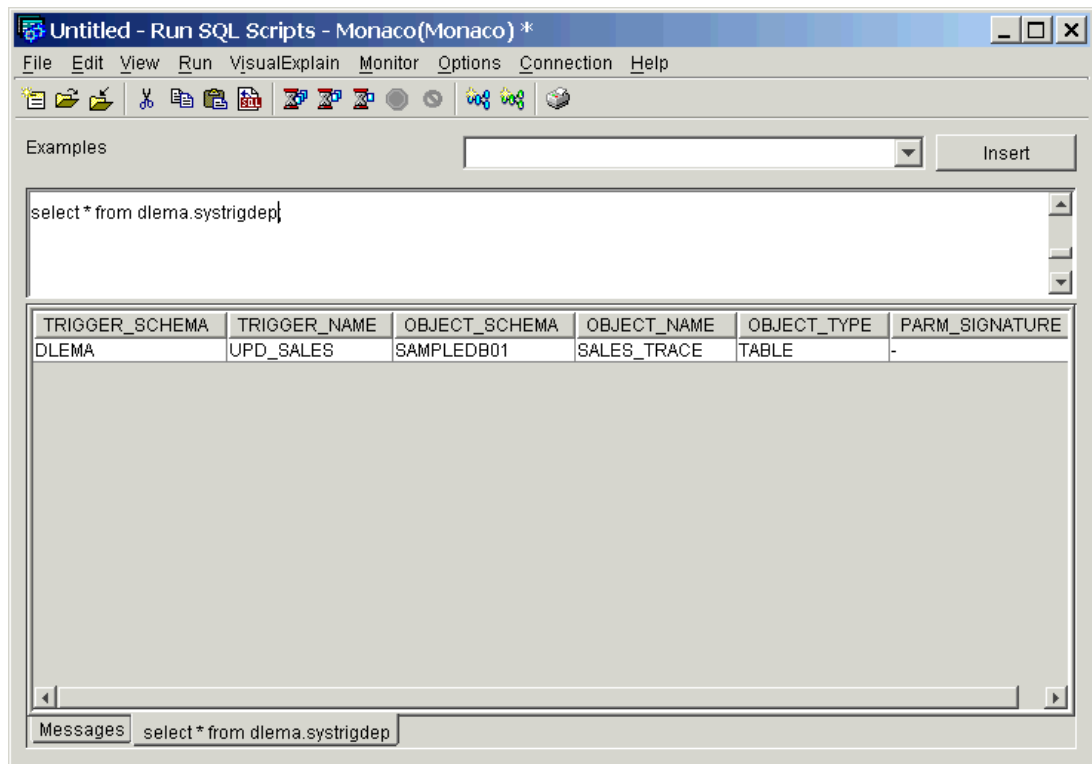 Untitled - Run SQL Scripts - Monaco(Monaco) *
File Edit View Run VisualExplain Monitor Options Connection Help
Examples
Insert
select * from dlema.systrigdep;
TRIGGER_SCHEMA TRIGGER_NAME OBJECT_SCHEMA OBJECT_NAME OBJECT_TYPE PARM_SIGNATURE
DLEMA UPD_SALES SAMPLEDB01 SALES_TRACE TABLE -
Messages select * from dlema.systrigdep